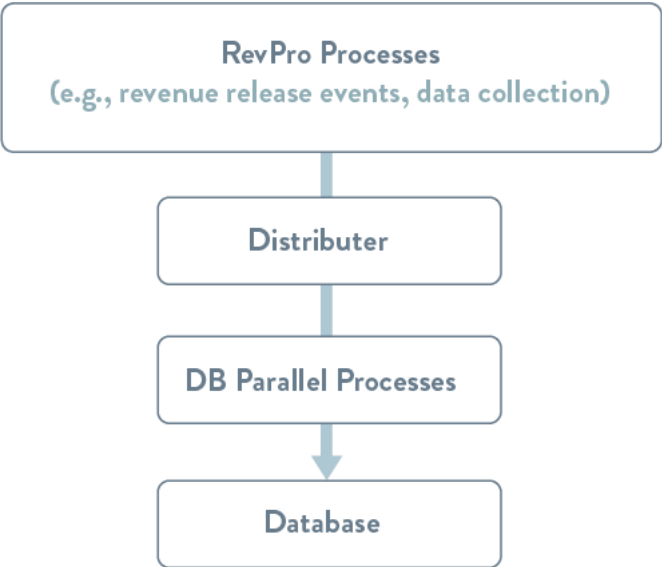 RevPro Processes
(e.g., revenue release events, data collection)
Distributer
DB Parallel Processes
Database